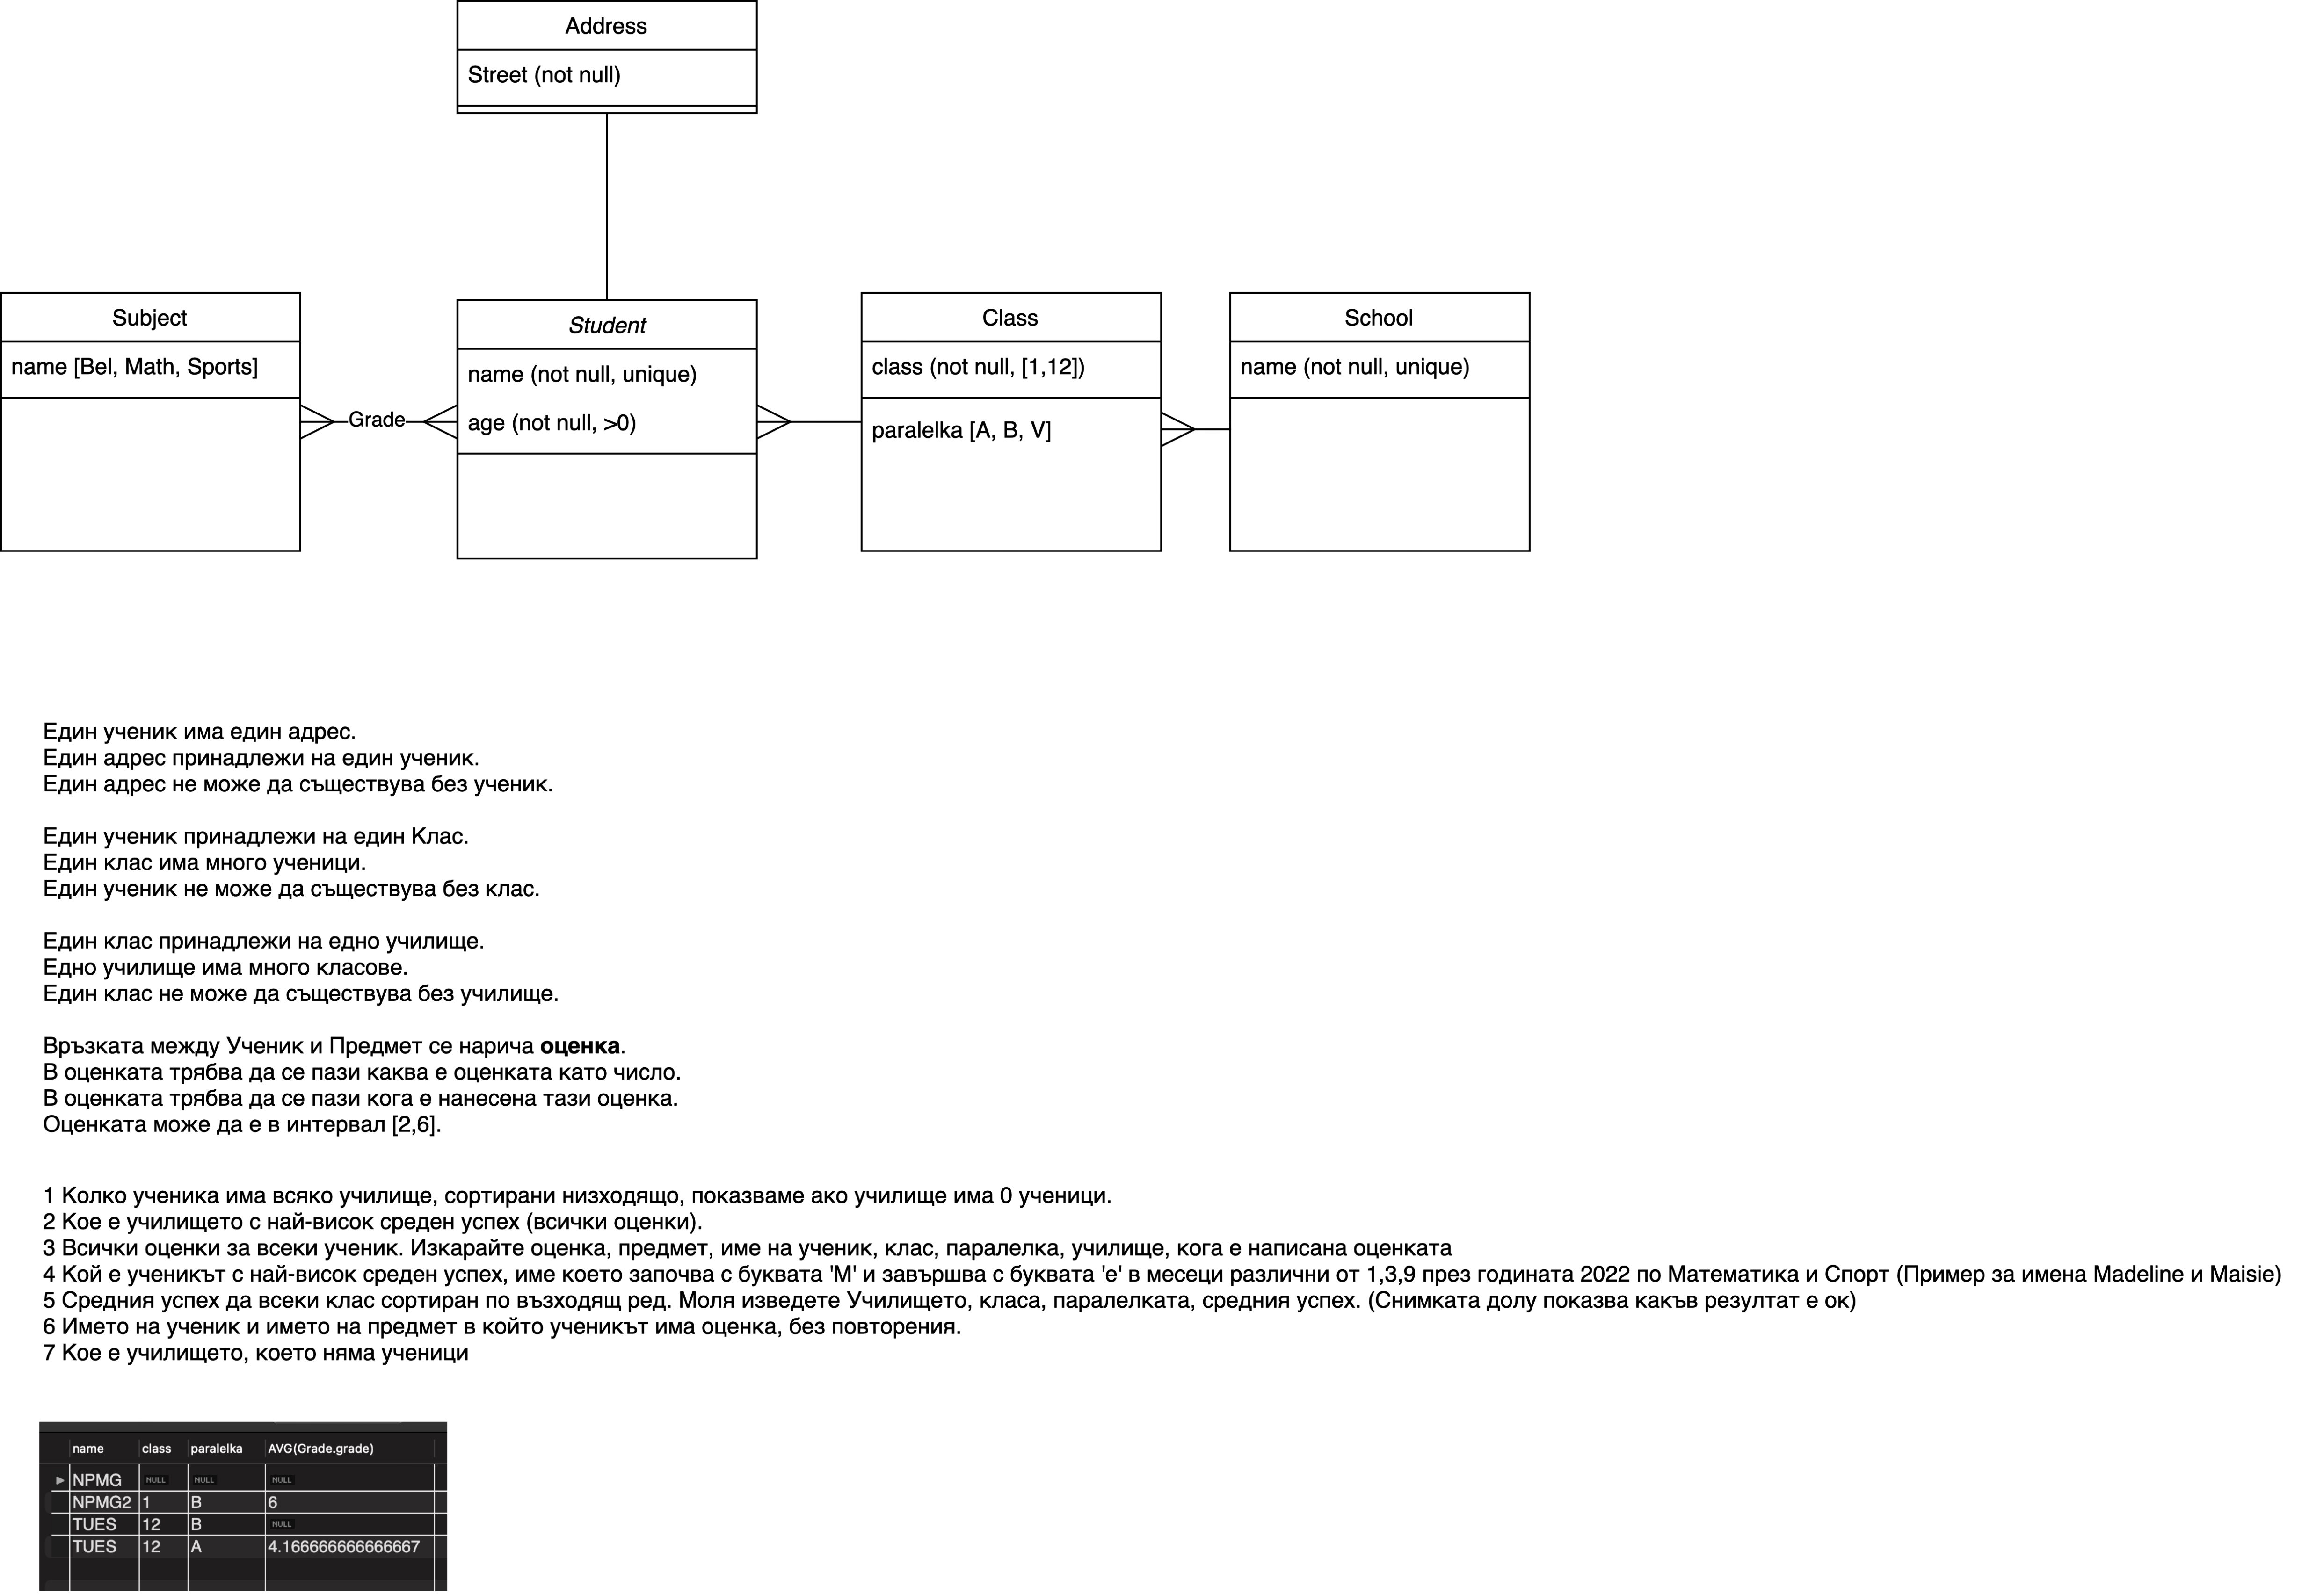 Address
Street (not null)
Subject
name [Bel, Math, Sports]
Grade
Student
name (not null, unique)
age (not null, >0)
Class
class (not null, [1,12])
paralelka [A, B, V]
School
name (not null, unique)
Един ученик има един адрес.
Един адрес принадлежи на един ученик.
Един адрес не може да съществува без ученик.
Един ученик принадлежи на един Клас.
Един клас има много ученици.
Един ученик не може да съществува без клас.
Един клас принадлежи на едно училище.
Едно училище има много класове.
Един клас не може да съществува без училище.
Връзката между Ученик и Предмет се нарича оценка.
В оценката трябва да се пази каква е оценката като число.
В оценката трябва да се пази кога е нанесена тази оценка.
Оценката може да е в интервал [2,6].
1 Колко ученика има всяко училище, сортирани низходящо, показваме ако училище има 0 ученици.
2 Кое е училището с най-висок среден успех (всички оценки).
3 Всички оценки за всеки ученик. Изкарайте оценка, предмет, име на ученик, клас, паралелка, училище, кога е написана оценката
4 Кой е ученикът с най-висок среден успех, име което започва с буквата 'M' и завършва с буквата 'e' в месеци различни от 1,3,9 през годината 2022 по Математика и Спорт (Пример за имена Madeline и Maisie)
5 Средния успех да всеки клас сортиран по възходящ ред. Моля изведете Училището, класа, паралелката, средния успех. (Снимката долу показва какъв резултат е ок)
6 Името на ученик и името на предмет в който ученикът има оценка, без повторения.
7 Кое е училището, което няма ученици
name class paralelka AVG(Grade.grade)
NPMG NULL NULL NULL
NPMG2 1 B 6
TUES 12 B NULL
TUES 12 A 4.166666666666667